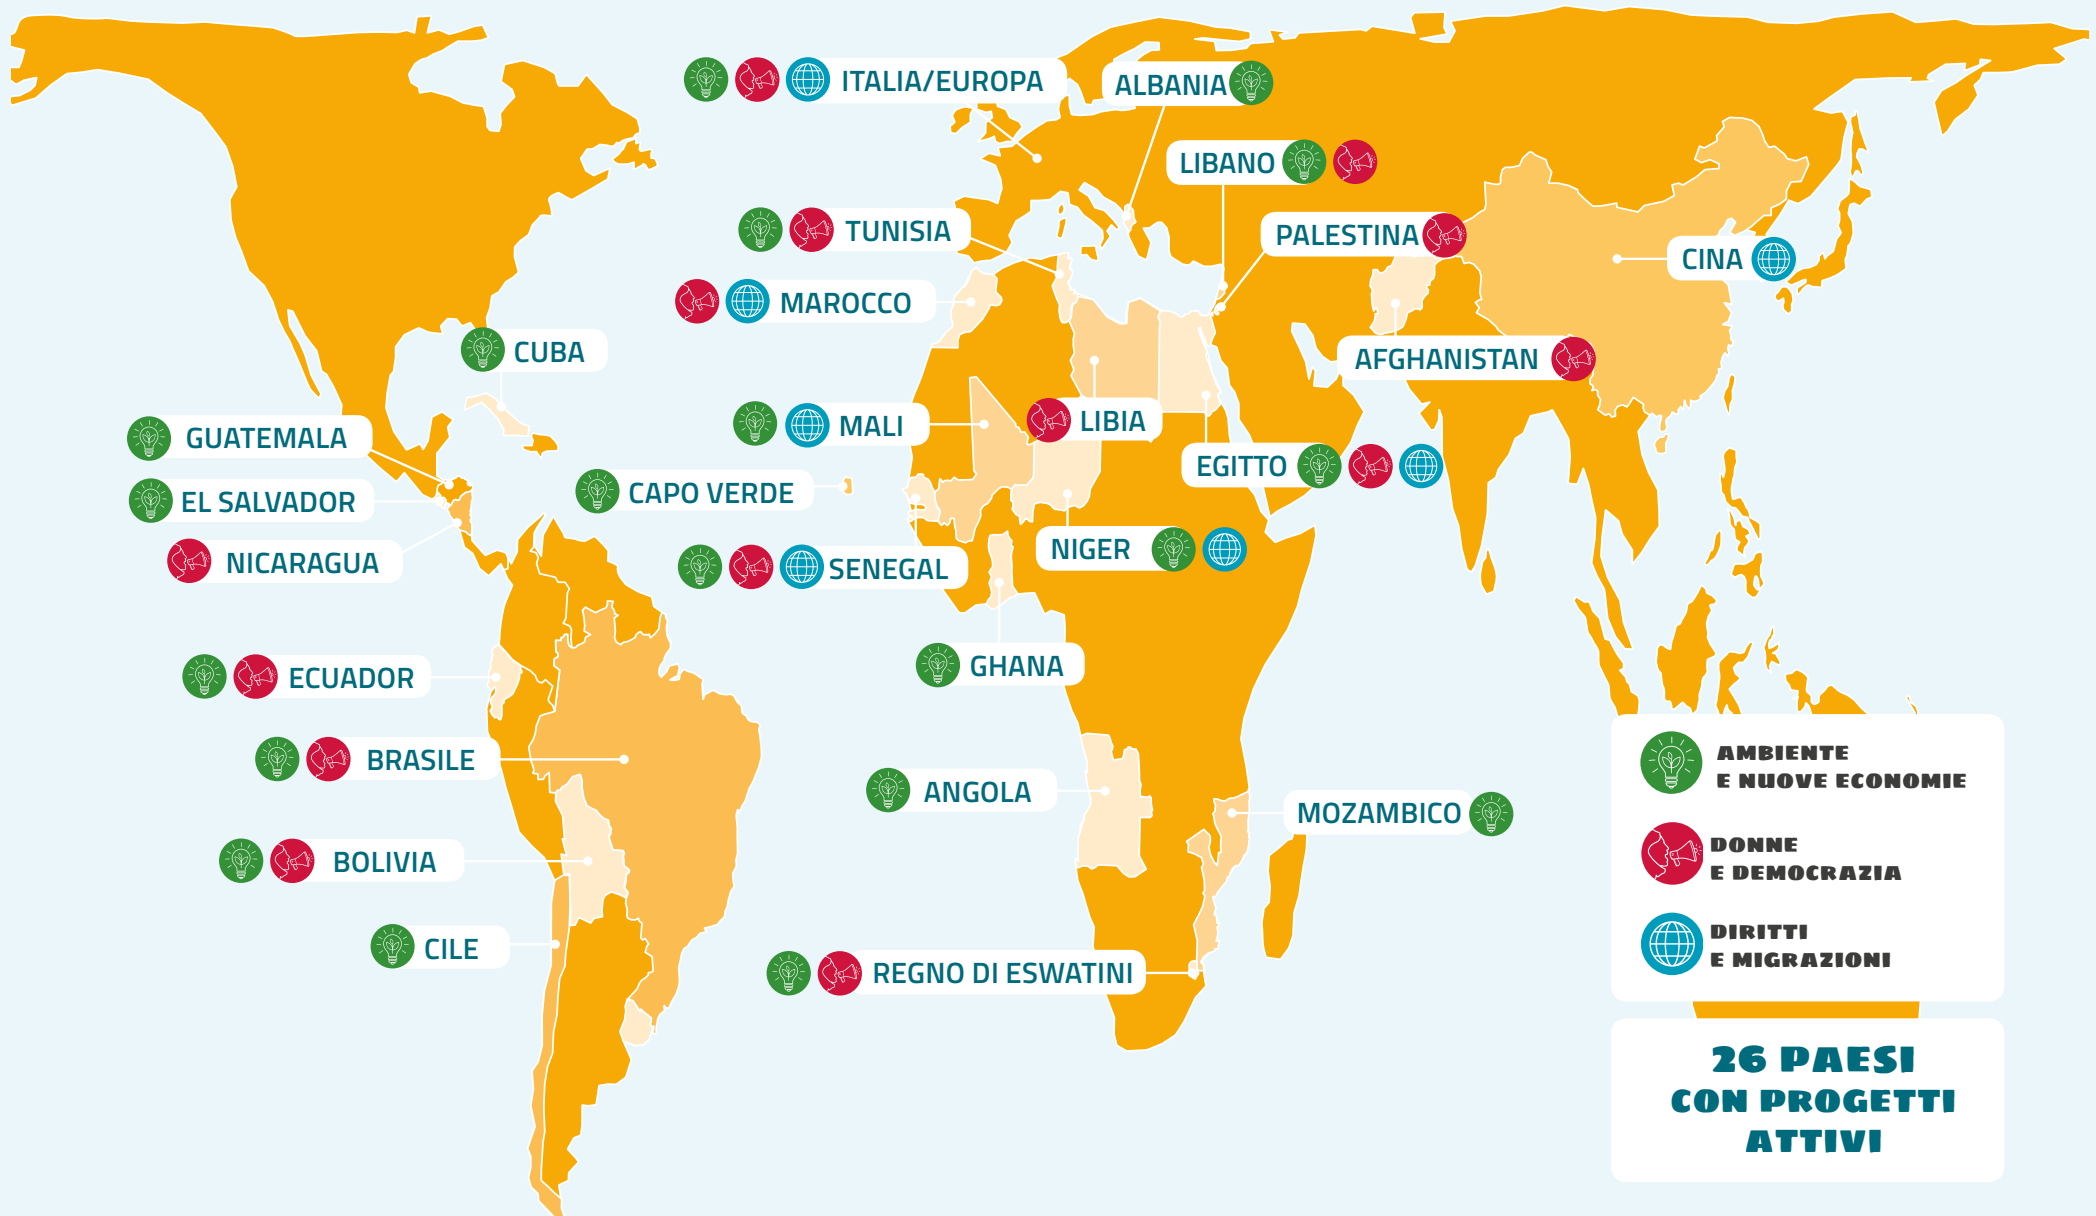 ITALIA/EUROPA
ALBANIA
LIBANO
TUNISIA
PALESTINA
CINA
MAROCCO
CUBA
AFGHANISTAN
GUATEMALA
MALI
LIBIA
EGITTO
EL SALVADOR
CAPO VERDE
NICARAGUA
SENEGAL
NIGER
ECUADOR
GHANA
BRASILE
ANGOLA
MOZAMBICO
BOLIVIA
CILE
REGNO DI ESWATINI
AMBIENTE
E NUOVE ECONOMIE
DONNE
E DEMOCRAZIA
DIRITTI
E MIGRAZIONI
26 PAESI
CON PROGETTI
ATTIVI